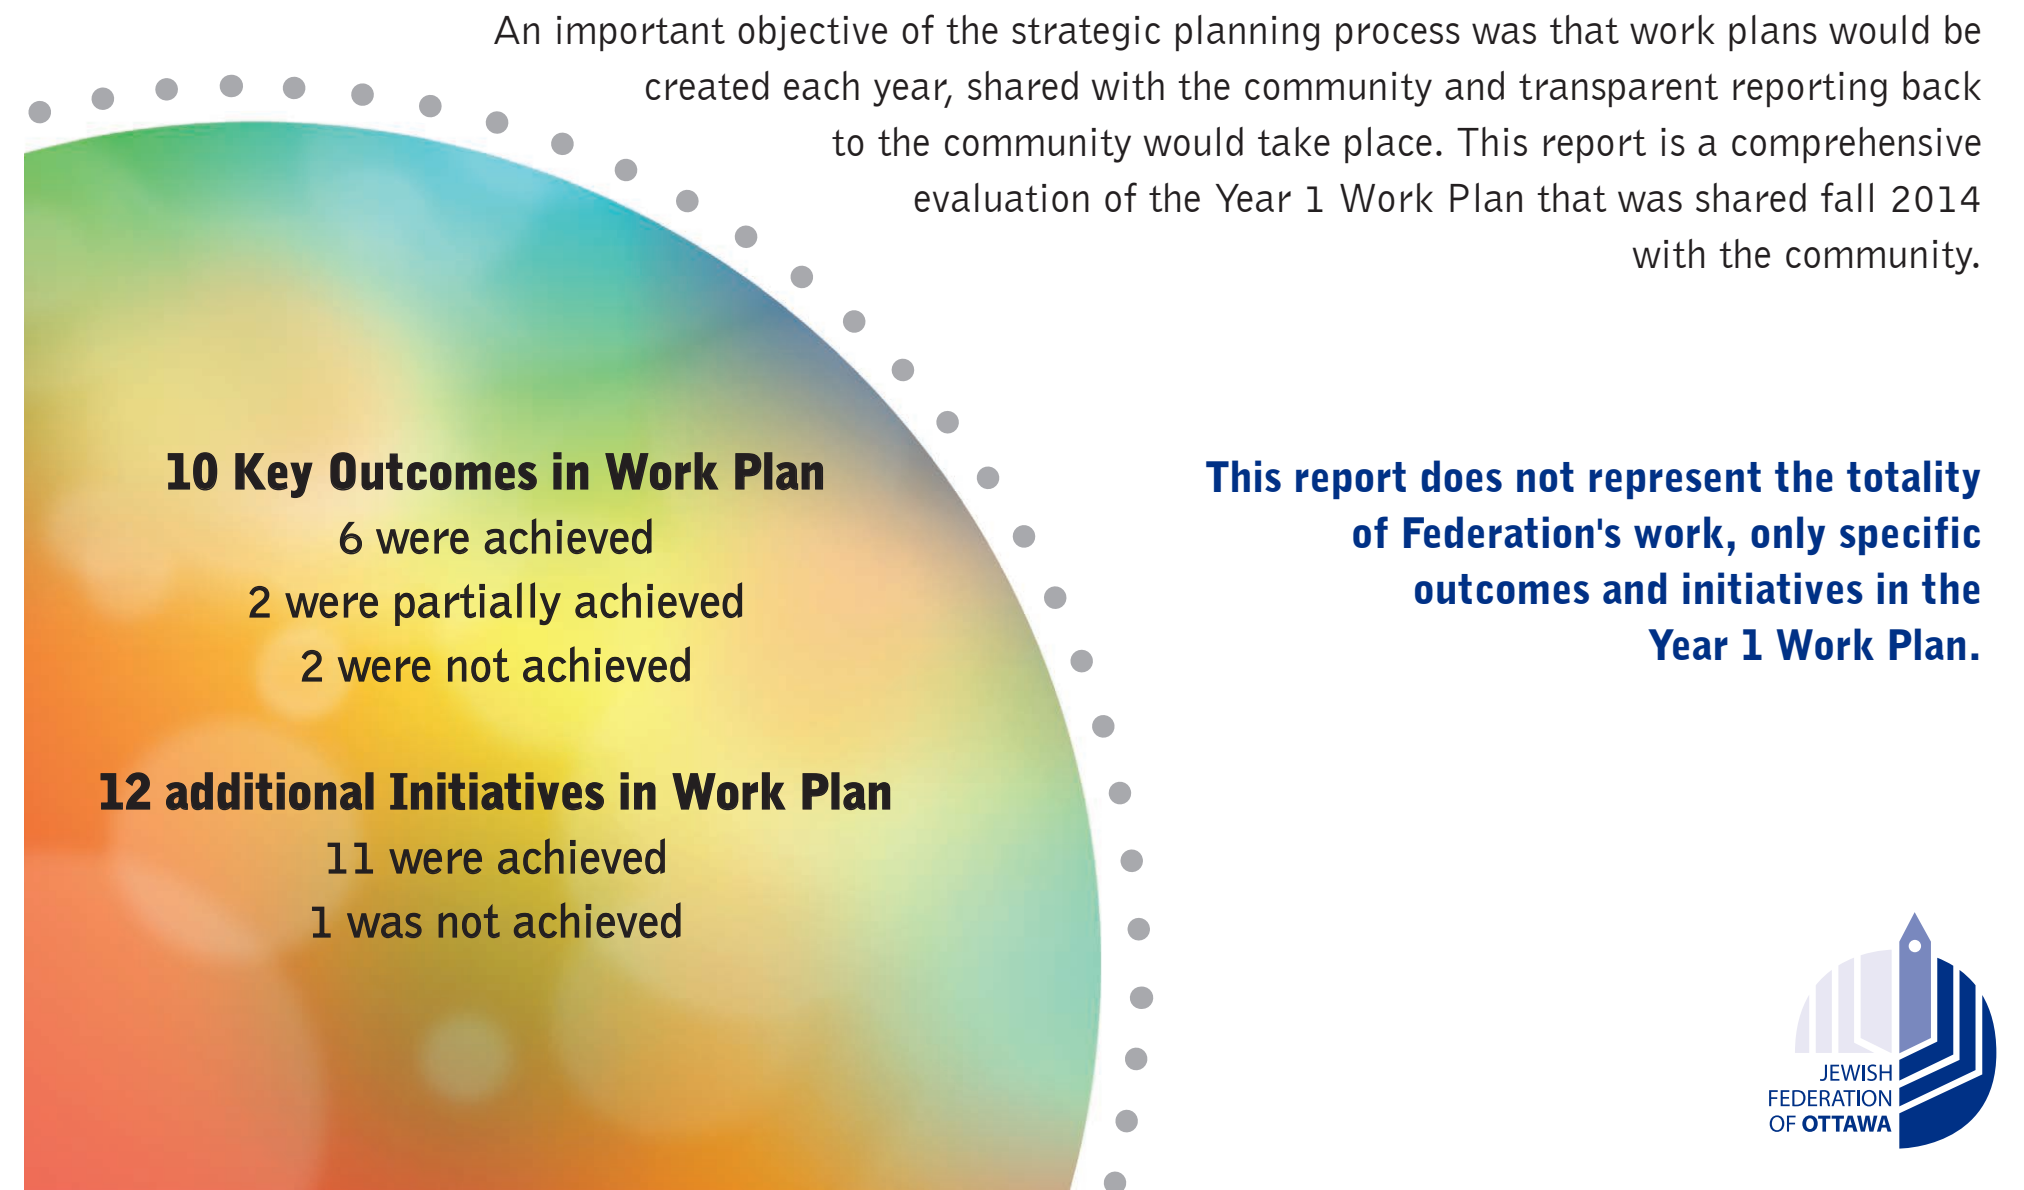 An important objective of the strategic planning process was that work plans would be
created each year, shared with the community and transparent reporting back
to the community would take place. This report is a comprehensive
evaluation of the Year 1 Work Plan that was shared fall 2014
with the community.
10 Key Outcomes in Work Plan
6 were achieved
2 were partially achieved
2 were not achieved
12 additional Initiatives in Work Plan
11 were achieved
1 was not achieved
This report does not represent the totality
of Federation's work, only specific
outcomes and initiatives in the
Year 1 Work Plan.
JEWISH
FEDERATION
OF OTTAWA